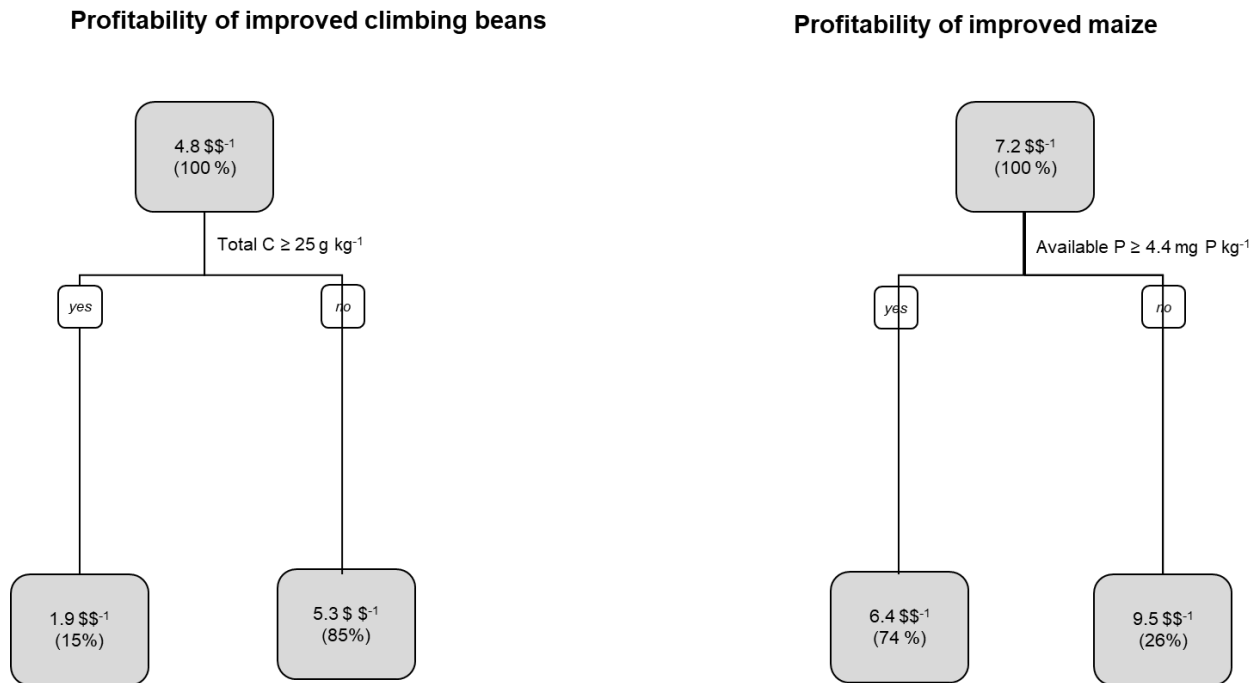 Profitability of improved climbing beans
4.8 $$⁻¹
(100 %)
Total C ≥ 25 g kg⁻¹
yes
no
1.9 $$⁻¹
(15%)
5.3 $ $⁻¹
(85%)
Profitability of improved maize
7.2 $$⁻¹
(100 %)
Available P ≥ 4.4 mg P kg⁻¹
yes
no
6.4 $$⁻¹
(74 %)
9.5 $$⁻¹
(26%)